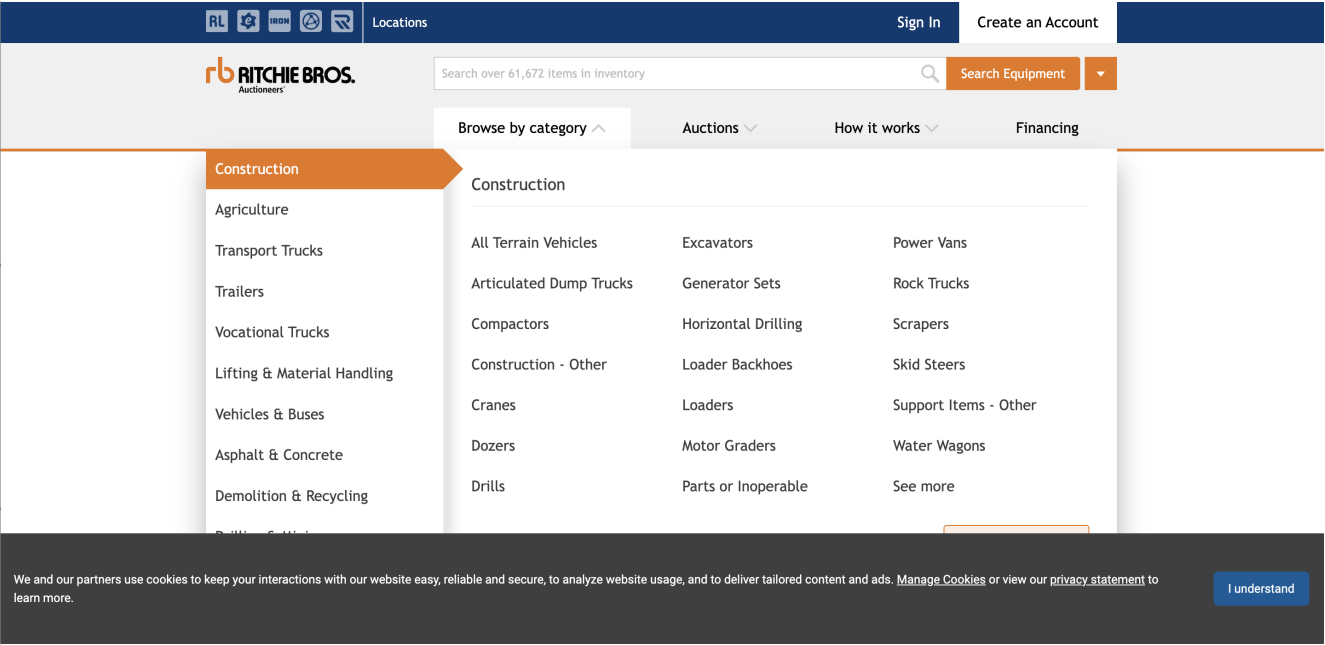 RL IRON Locations Sign In Create an Account
rb RITCHIE BROS.
Auctioneers
Search over 61,672 items in inventory Search Equipment
Browse by category Auctions How it works Financing
Construction
Agriculture
Transport Trucks
Trailers
Vocational Trucks
Lifting & Material Handling
Vehicles & Buses
Asphalt & Concrete
Demolition & Recycling
Construction
All Terrain Vehicles Excavators Power Vans
Articulated Dump Trucks Generator Sets Rock Trucks
Compactors Horizontal Drilling Scrapers
Construction - Other Loader Backhoes Skid Steers
Cranes Loaders Support Items - Other
Dozers Motor Graders Water Wagons
Drills Parts or Inoperable See more
We and our partners use cookies to keep your interactions with our website easy, reliable and secure, to analyze website usage, and to deliver tailored content and ads. Manage Cookies or view our privacy statement to
learn more.
I understand